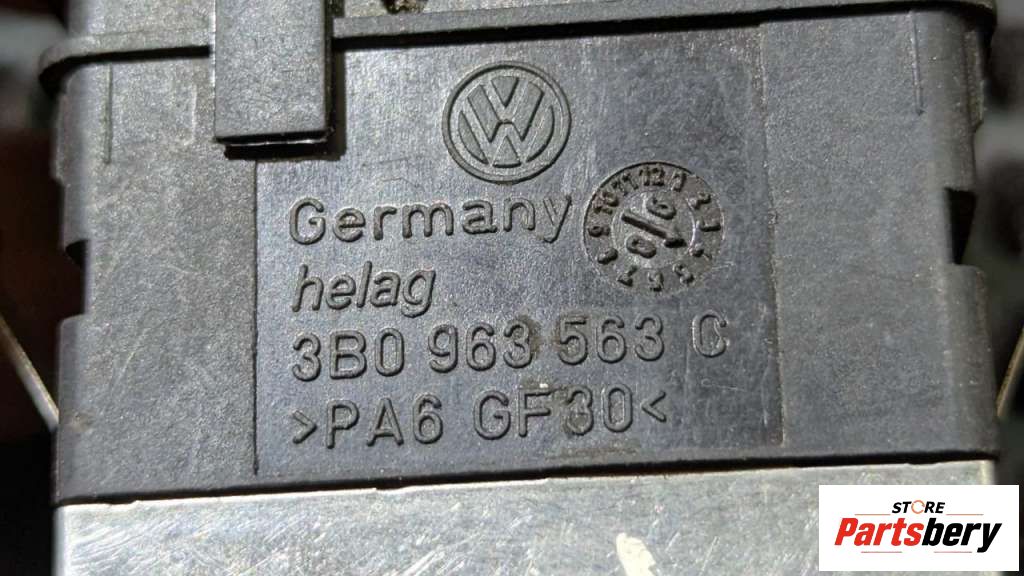 Germany
helag
3B0 963 563 C
>PA6 GF30<
STORE
Partsbery